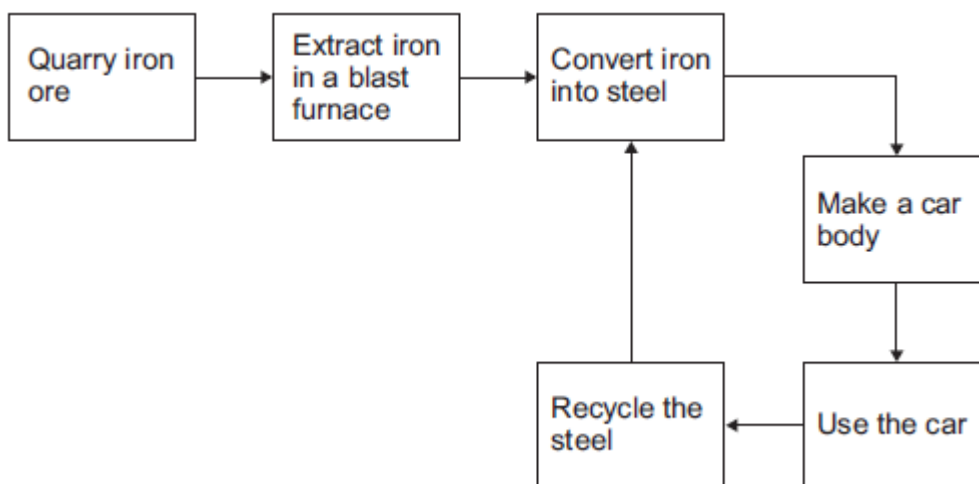 Quarry iron
ore
Extract iron
in a blast
furnace
Convert iron
into steel
Make a car
body
Use the car
Recycle the
steel